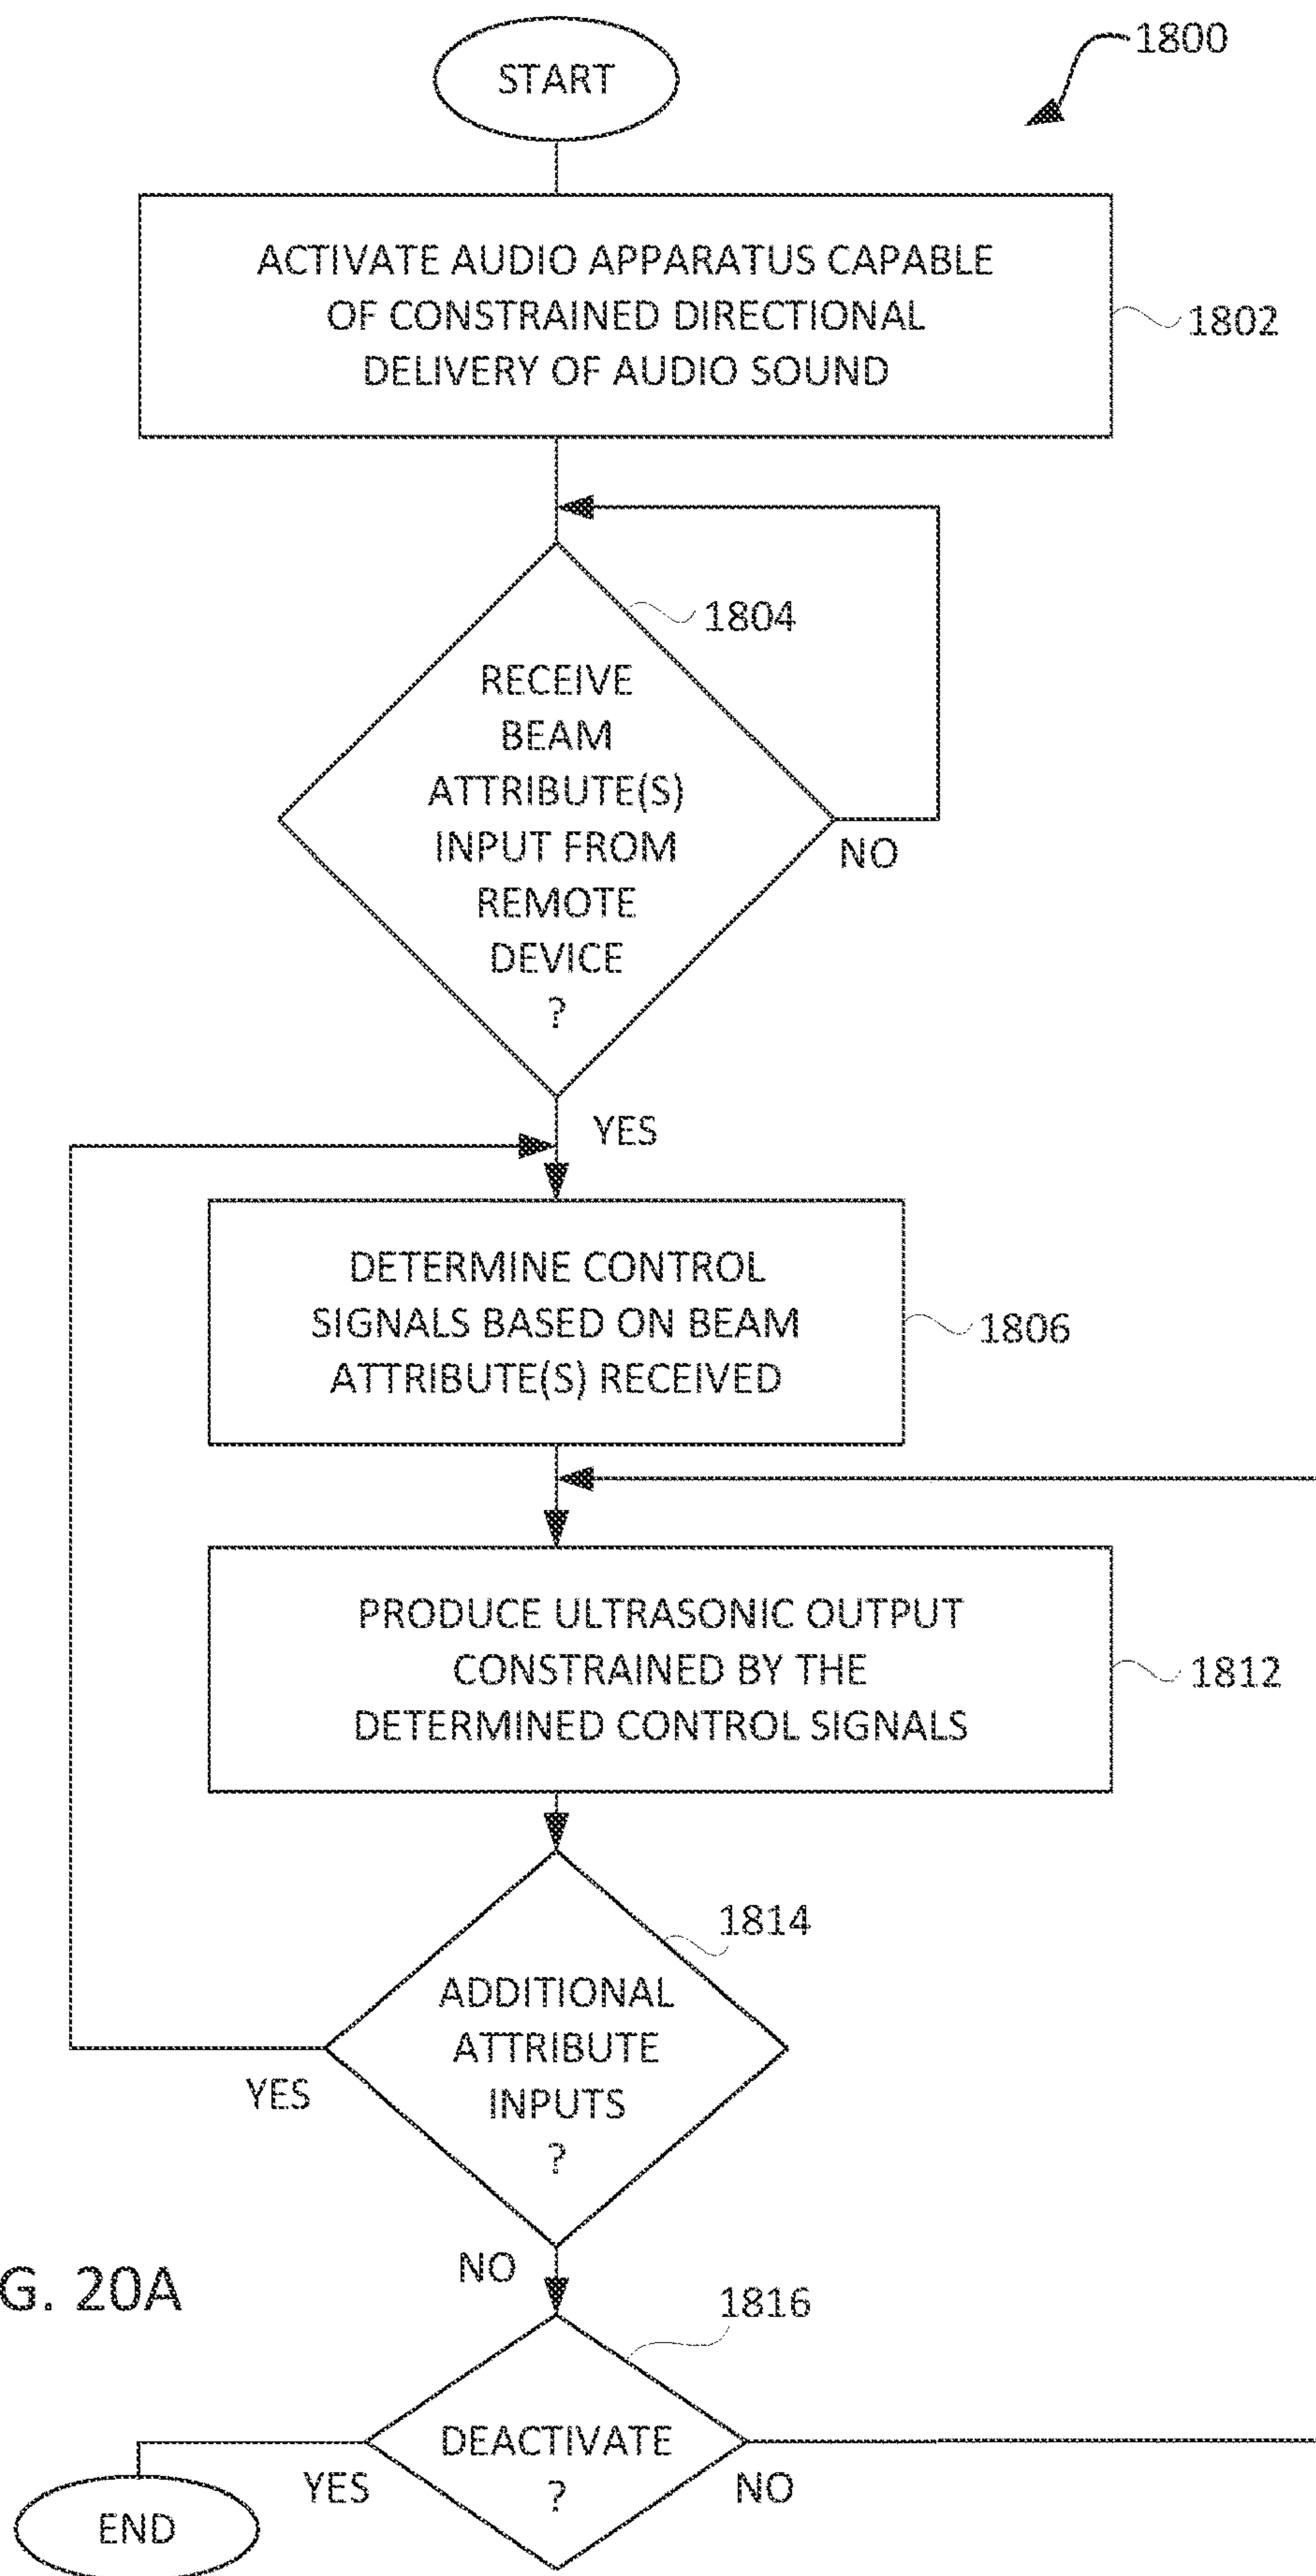 START
1800
ACTIVATE AUDIO APPARATUS CAPABLE
OF CONSTRAINED DIRECTIONAL
DELIVERY OF AUDIO SOUND
1802
1804
RECEIVE
BEAM
ATTRIBUTE(S)
INPUT FROM
REMOTE
DEVICE
?
NO
YES
DETERMINE CONTROL
SIGNALS BASED ON BEAM
ATTRIBUTE(S) RECEIVED
1806
PRODUCE ULTRASONIC OUTPUT
CONSTRAINED BY THE
DETERMINED CONTROL SIGNALS
1812
1814
ADDITIONAL
ATTRIBUTE
INPUTS
?
YES
NO
G. 20A
1816
DEACTIVATE
?
YES
NO
END